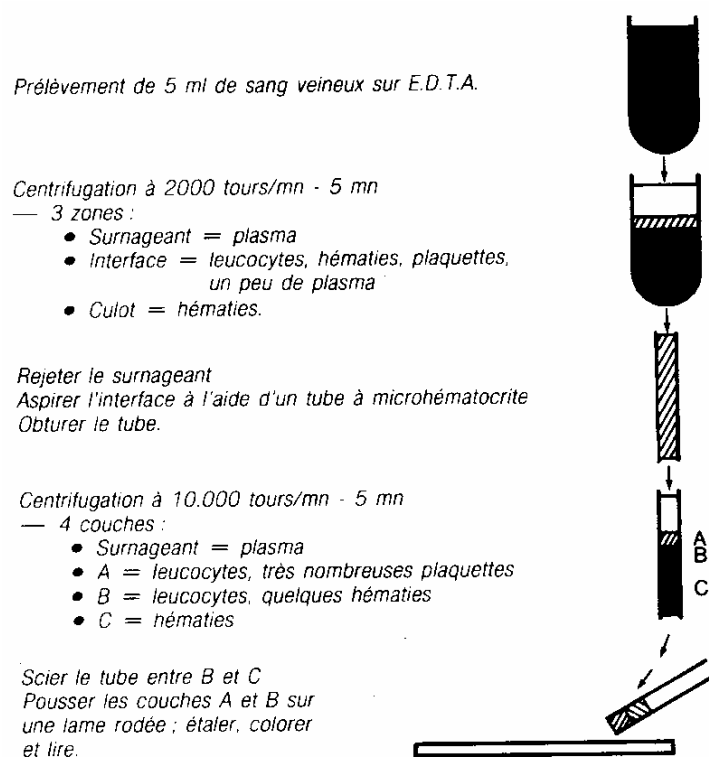 Prélèvement de 5 ml de sang veineux sur E.D.T.A.
Centrifugation à 2000 tours/mn - 5 mn
— 3 zones :
• Surnageant = plasma
• Interface = leucocytes, hématies, plaquettes,
un peu de plasma
• Culot = hématies.
Rejeter le surnageant
Aspirer l'interface à l'aide d'un tube à microhématocrite
Obturer le tube.
Centrifugation à 10.000 tours/mn - 5 mn
— 4 couches :
• Surnageant = plasma
• A = leucocytes, très nombreuses plaquettes
• B = leucocytes, quelques hématies
• C = hématies
A
B
C
Scier le tube entre B et C
Pousser les couches A et B sur
une lame rodée ; étaler, colorer
et lire.